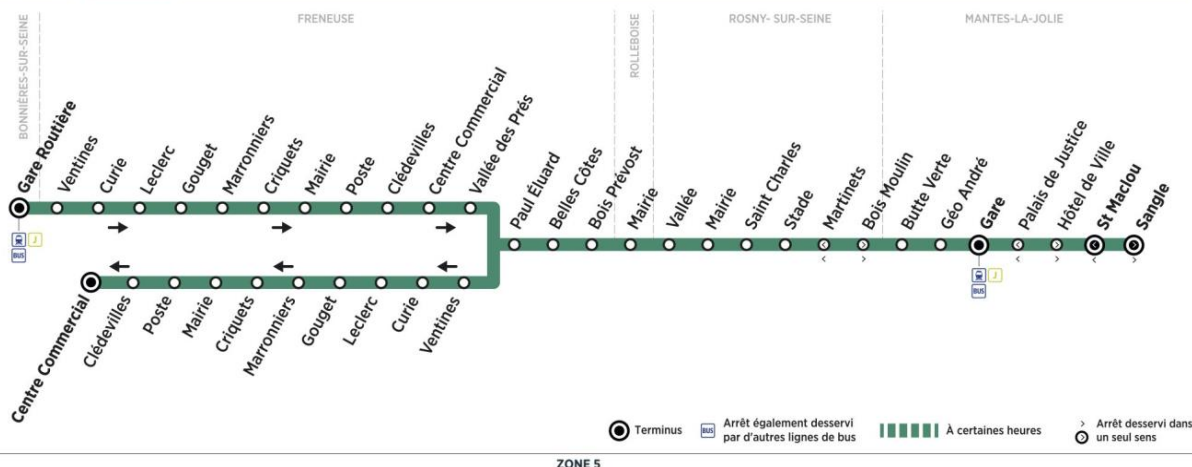 BONNIÈRES-SUR-SEINE
FRENEUSE
ROLLEBOISE
ROSNY- SUR-SEINE
MANTES-LA-JOLIE
Gare Routière
Ventines
Curie
Leclerc
Gouget
Marronniers
Criquets
Mairie
Poste
Clédevilles
Centre Commercial
Vallée des Prés
Paul Éluard
Belles Côtes
Bois Prévost
Mairie
Vallée
Mairie
Saint Charles
Stade
Martinets
Bois Moulin
Butte Verte
Géo André
Gare
Palais de Justice
Hôtel de Ville
St Maclou
Sangle
J
BUS
J
BUS
Centre Commercial
Clédevilles
Poste
Mairie
Criquets
Marronniers
Gouget
Leclerc
Curie
Ventines
Terminus
BUS
Arrêt également desservi
par d'autres lignes de bus
À certaines heures
Arrêt desservi dans
un seul sens
ZONE 5